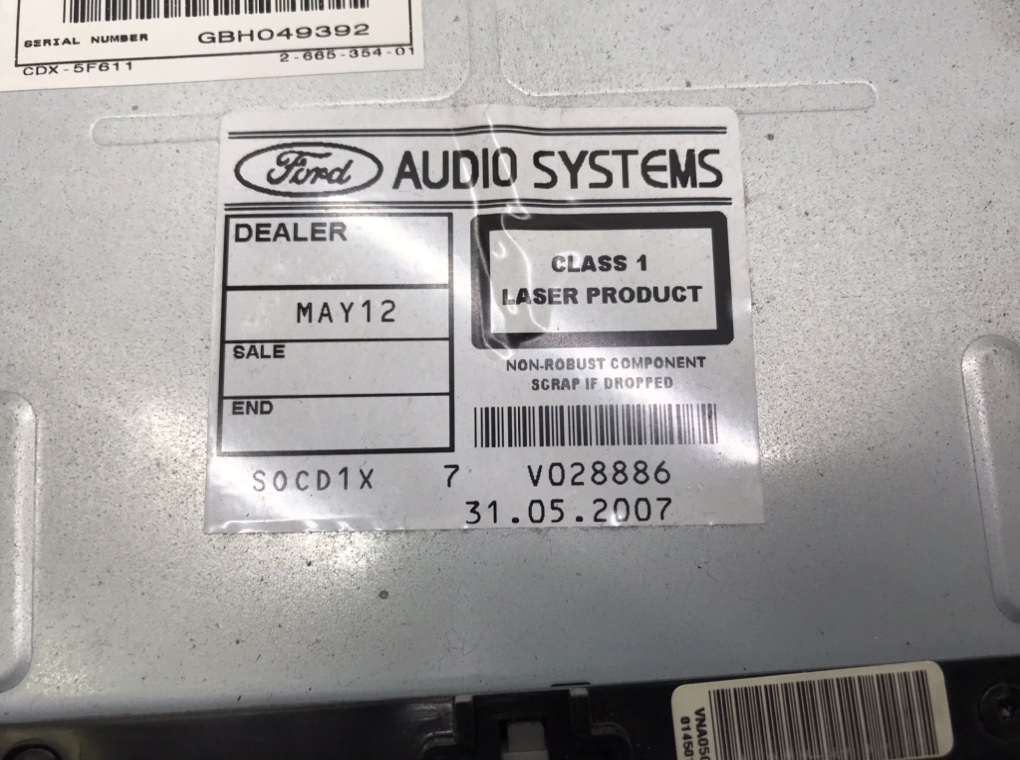 SERIAL NUMBER GBH049392
CDX-5F611 2-665-354-01
Ford AUDIO SYSTEMS
DEALER
MAY12
SALE
END
CLASS 1
LASER PRODUCT
NON-ROBUST COMPONENT
SCRAP IF DROPPED
SOCD1X 7 V028886
31.05.2007